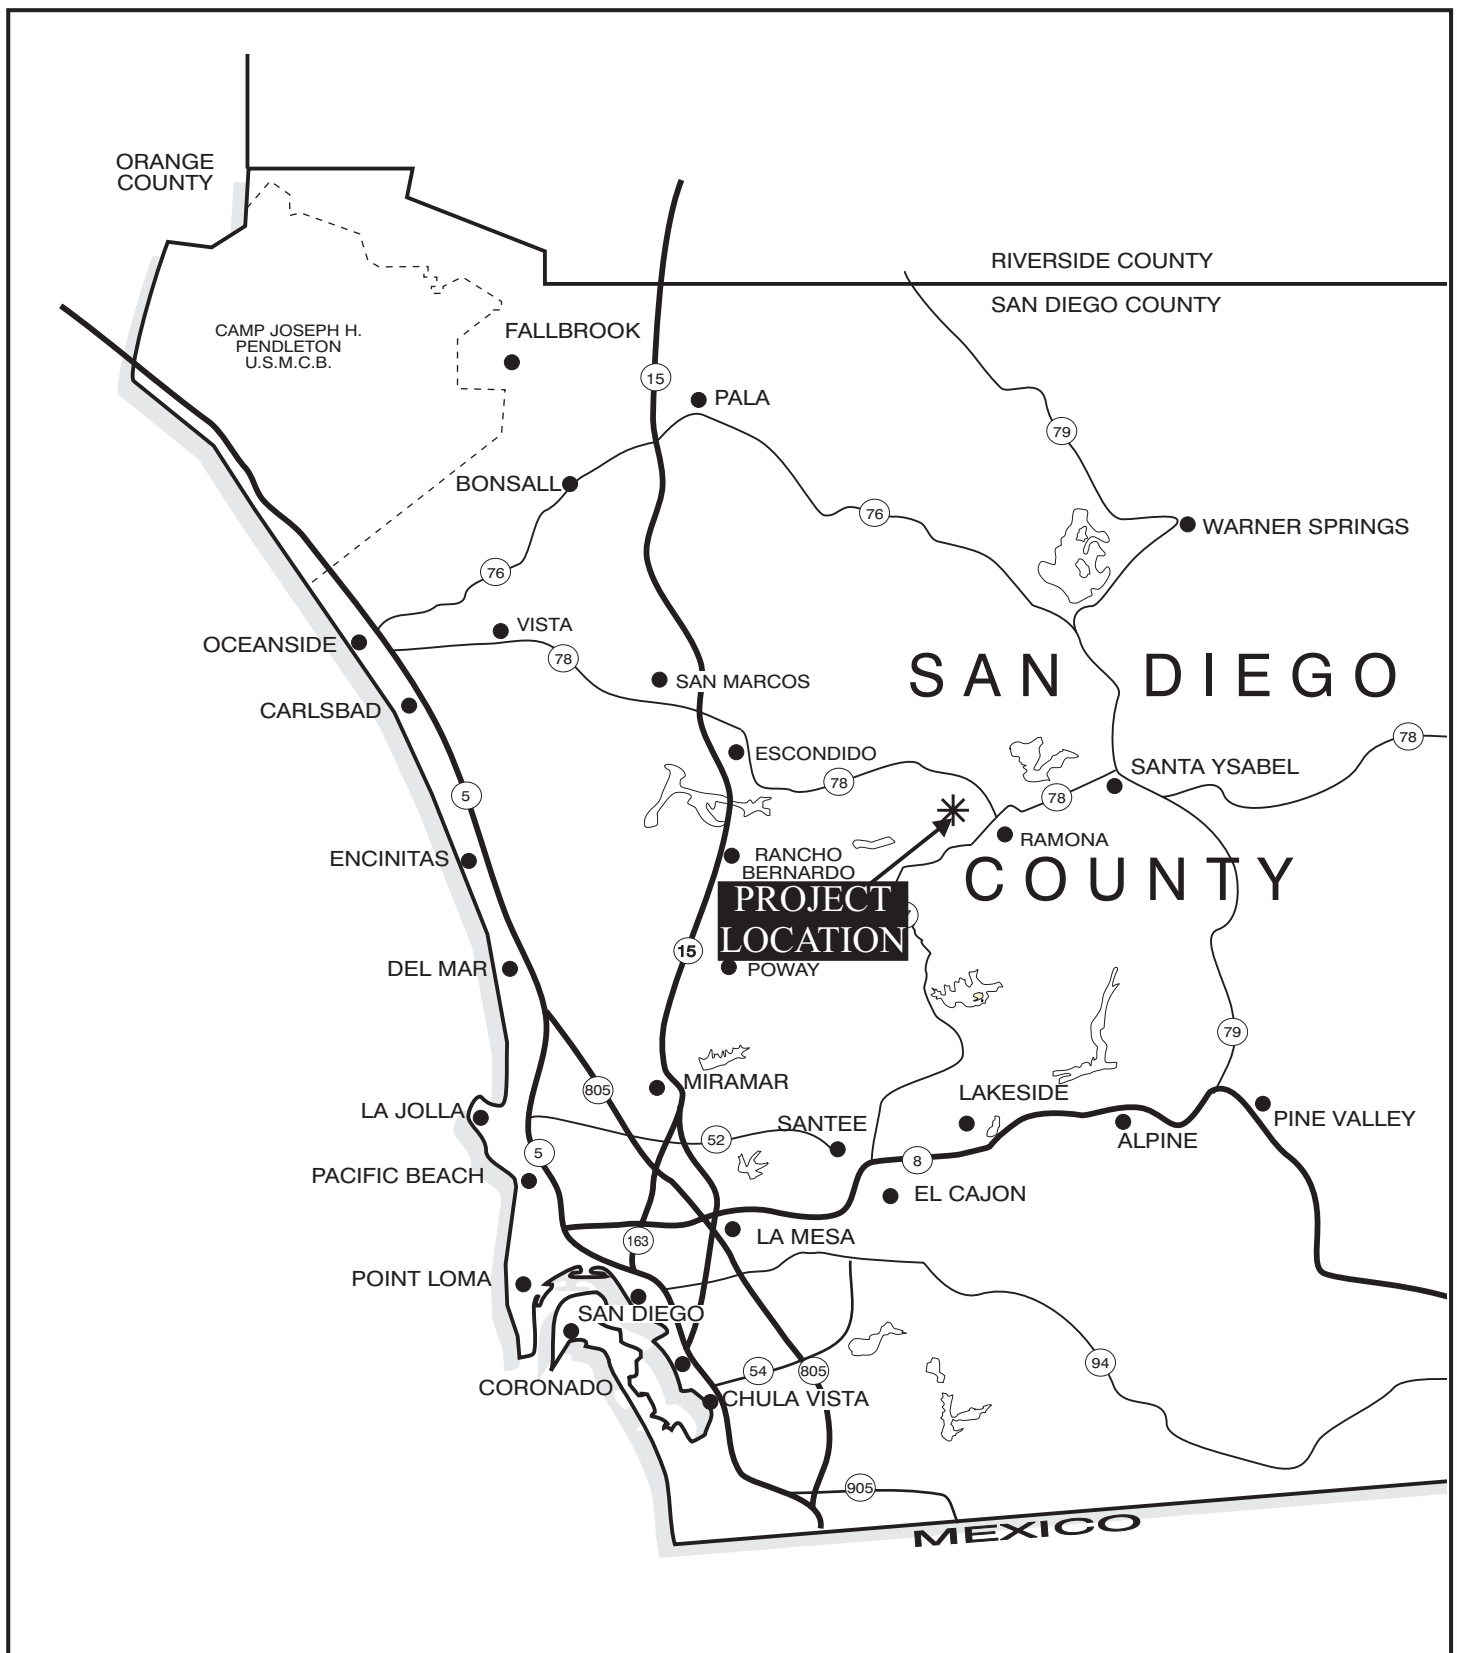 ORANGE
COUNTY
RIVERSIDE COUNTY
SAN DIEGO COUNTY
CAMP JOSEPH H.
PENDLETON
U.S.M.C.B.
FALLBROOK
15
PALA
79
BONSALL
76
WARNER SPRINGS
76
VISTA
OCEANSIDE
78
SAN DIEGO
SAN MARCOS
CARLSBAD
78
ESCONDIDO
SANTA YSABEL
78
5
78
RAMONA
ENCINITAS
RANCHO
BERNARDO
COUNTY
PROJECT
LOCATION
15
DEL MAR
POWAY
79
MIRAMAR
805
LAKESIDE
LA JOLLA
PINE VALLEY
SANTEE
52
ALPINE
5
8
PACIFIC BEACH
EL CAJON
LA MESA
163
POINT LOMA
SAN DIEGO
94
54
805
CORONADO
CHULA VISTA
905
MEXICO